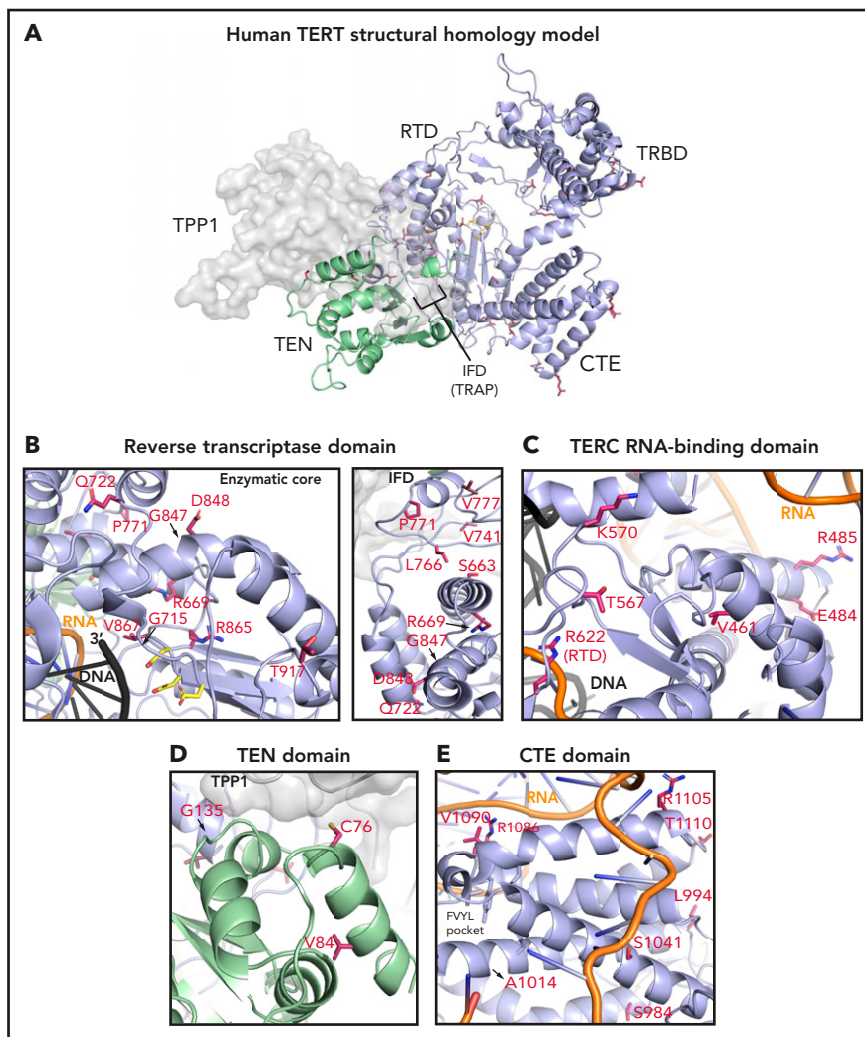 A
Human TERT structural homology model
RTD
TRBD
TPP1
TEN
IFD
(TRAP)
CTE
B
Reverse transcriptase domain
Enzymatic core
Q722
D848
G847
P771
R669
RNA
V867
G715
R865
3′
DNA
T917
IFD
V777
P771
V741
L766
S663
R669
G847
D848
Q722
C
TERC RNA-binding domain
RNA
K570
R485
T567
E484
V461
R622
(RTD)
DNA
D
TEN domain
TPP1
G135
C76
V84
E
CTE domain
RNA
R1105
V1090
R1086
T1110
L994
FVYL
pocket
S1041
A1014
S984